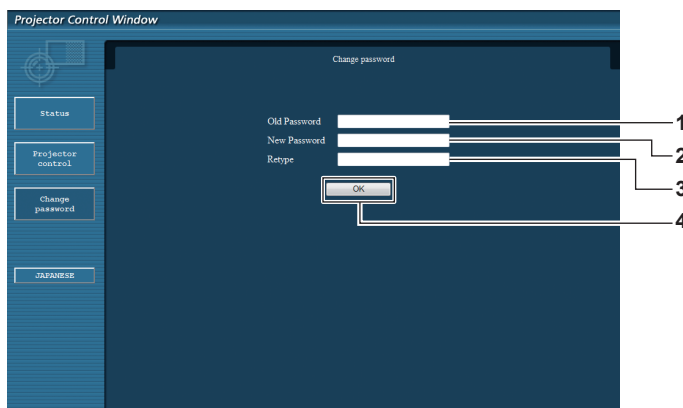 Projector Control Window
Change password
Status
Projector
control
Change
password
JAPANESE
Old Password
New Password
Retype
OK
1
2
3
4